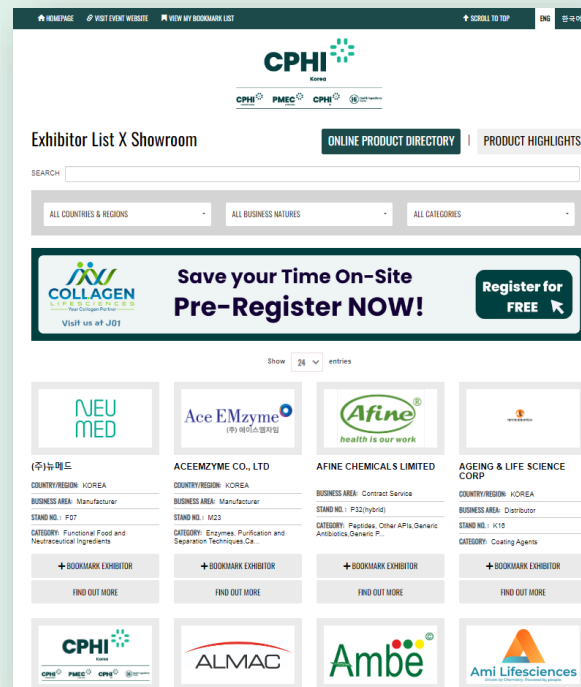 HOMEPAGE VISIT EVENT WEBSITE VIEW MY BOOKMARK LIST SCROLL TO TOP ENG 한국어
CPHI
Korea
CPHI PMEC CPHI Hi
Exhibitor List X Showroom ONLINE PRODUCT DIRECTORY | PRODUCT HIGHLIGHTS
SEARCH
ALL COUNTRIES & REGIONS ALL BUSINESS NATURES ALL CATEGORIES
COLLAGEN
LIFESCIENCES
Your Collagen Partner
Visit us at J01
Save your Time On-Site
Pre-Register NOW!
Register for
FREE
Show 24 entries
NEU
MED
Ace EMzyme
(주) 에이스엠자임
Afine®
health is our work
(주)뉴메드
COUNTRY/REGION: KOREA
BUSINESS AREA: Manufacturer
STAND NO. : F07
CATEGORY: Functional Food and
Neutraceutical Ingredients
+ BOOKMARK EXHIBITOR
FIND OUT MORE
ACEEMZYME CO., LTD
COUNTRY/REGION: KOREA
BUSINESS AREA: Manufacturer
STAND NO. : M23
CATEGORY: Enzymes, Purification and
Separation Techniques,Ca...
+ BOOKMARK EXHIBITOR
FIND OUT MORE
AFINE CHEMICALS LIMITED
BUSINESS AREA: Contract Service
STAND NO. : P32(hybrid)
CATEGORY: Peptides, Other APIs,Generic
Antibiotics,Generic P...
+ BOOKMARK EXHIBITOR
FIND OUT MORE
AGEING & LIFE SCIENCE
CORP
COUNTRY/REGION: KOREA
BUSINESS AREA: Distributor
STAND NO. : K16
CATEGORY: Coating Agents
+ BOOKMARK EXHIBITOR
FIND OUT MORE
CPHI
Korea
CPHI PMEC CPHI Hi
ALMAC
Ambe©
Ami Lifesciences
Driven by Chemistry. Powered by people.